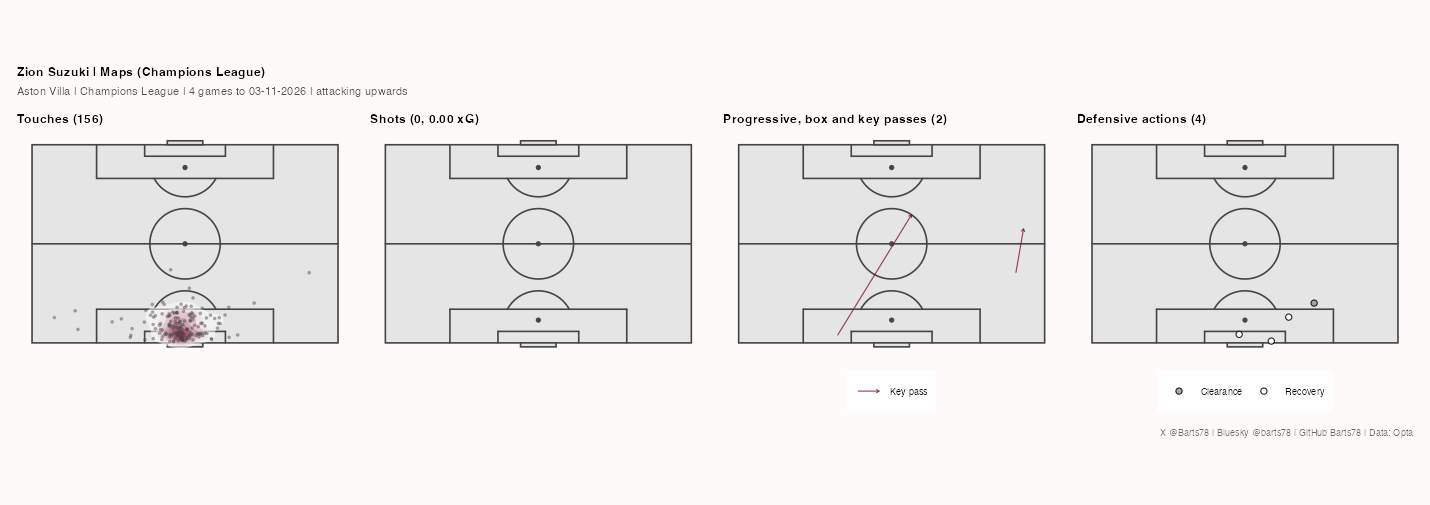 Zion Suzuki | Maps (Champions League)
Aston Villa | Champions League | 4 games to 03-11-2026 | attacking upwards
Touches (156)
Shots (0, 0.00 xG)
Progressive, box and key passes (2)
Defensive actions (4)
Key pass
Clearance
Recovery
X @Barts78 | Bluesky @barts78 | GitHub Barts78 | Data: Opta